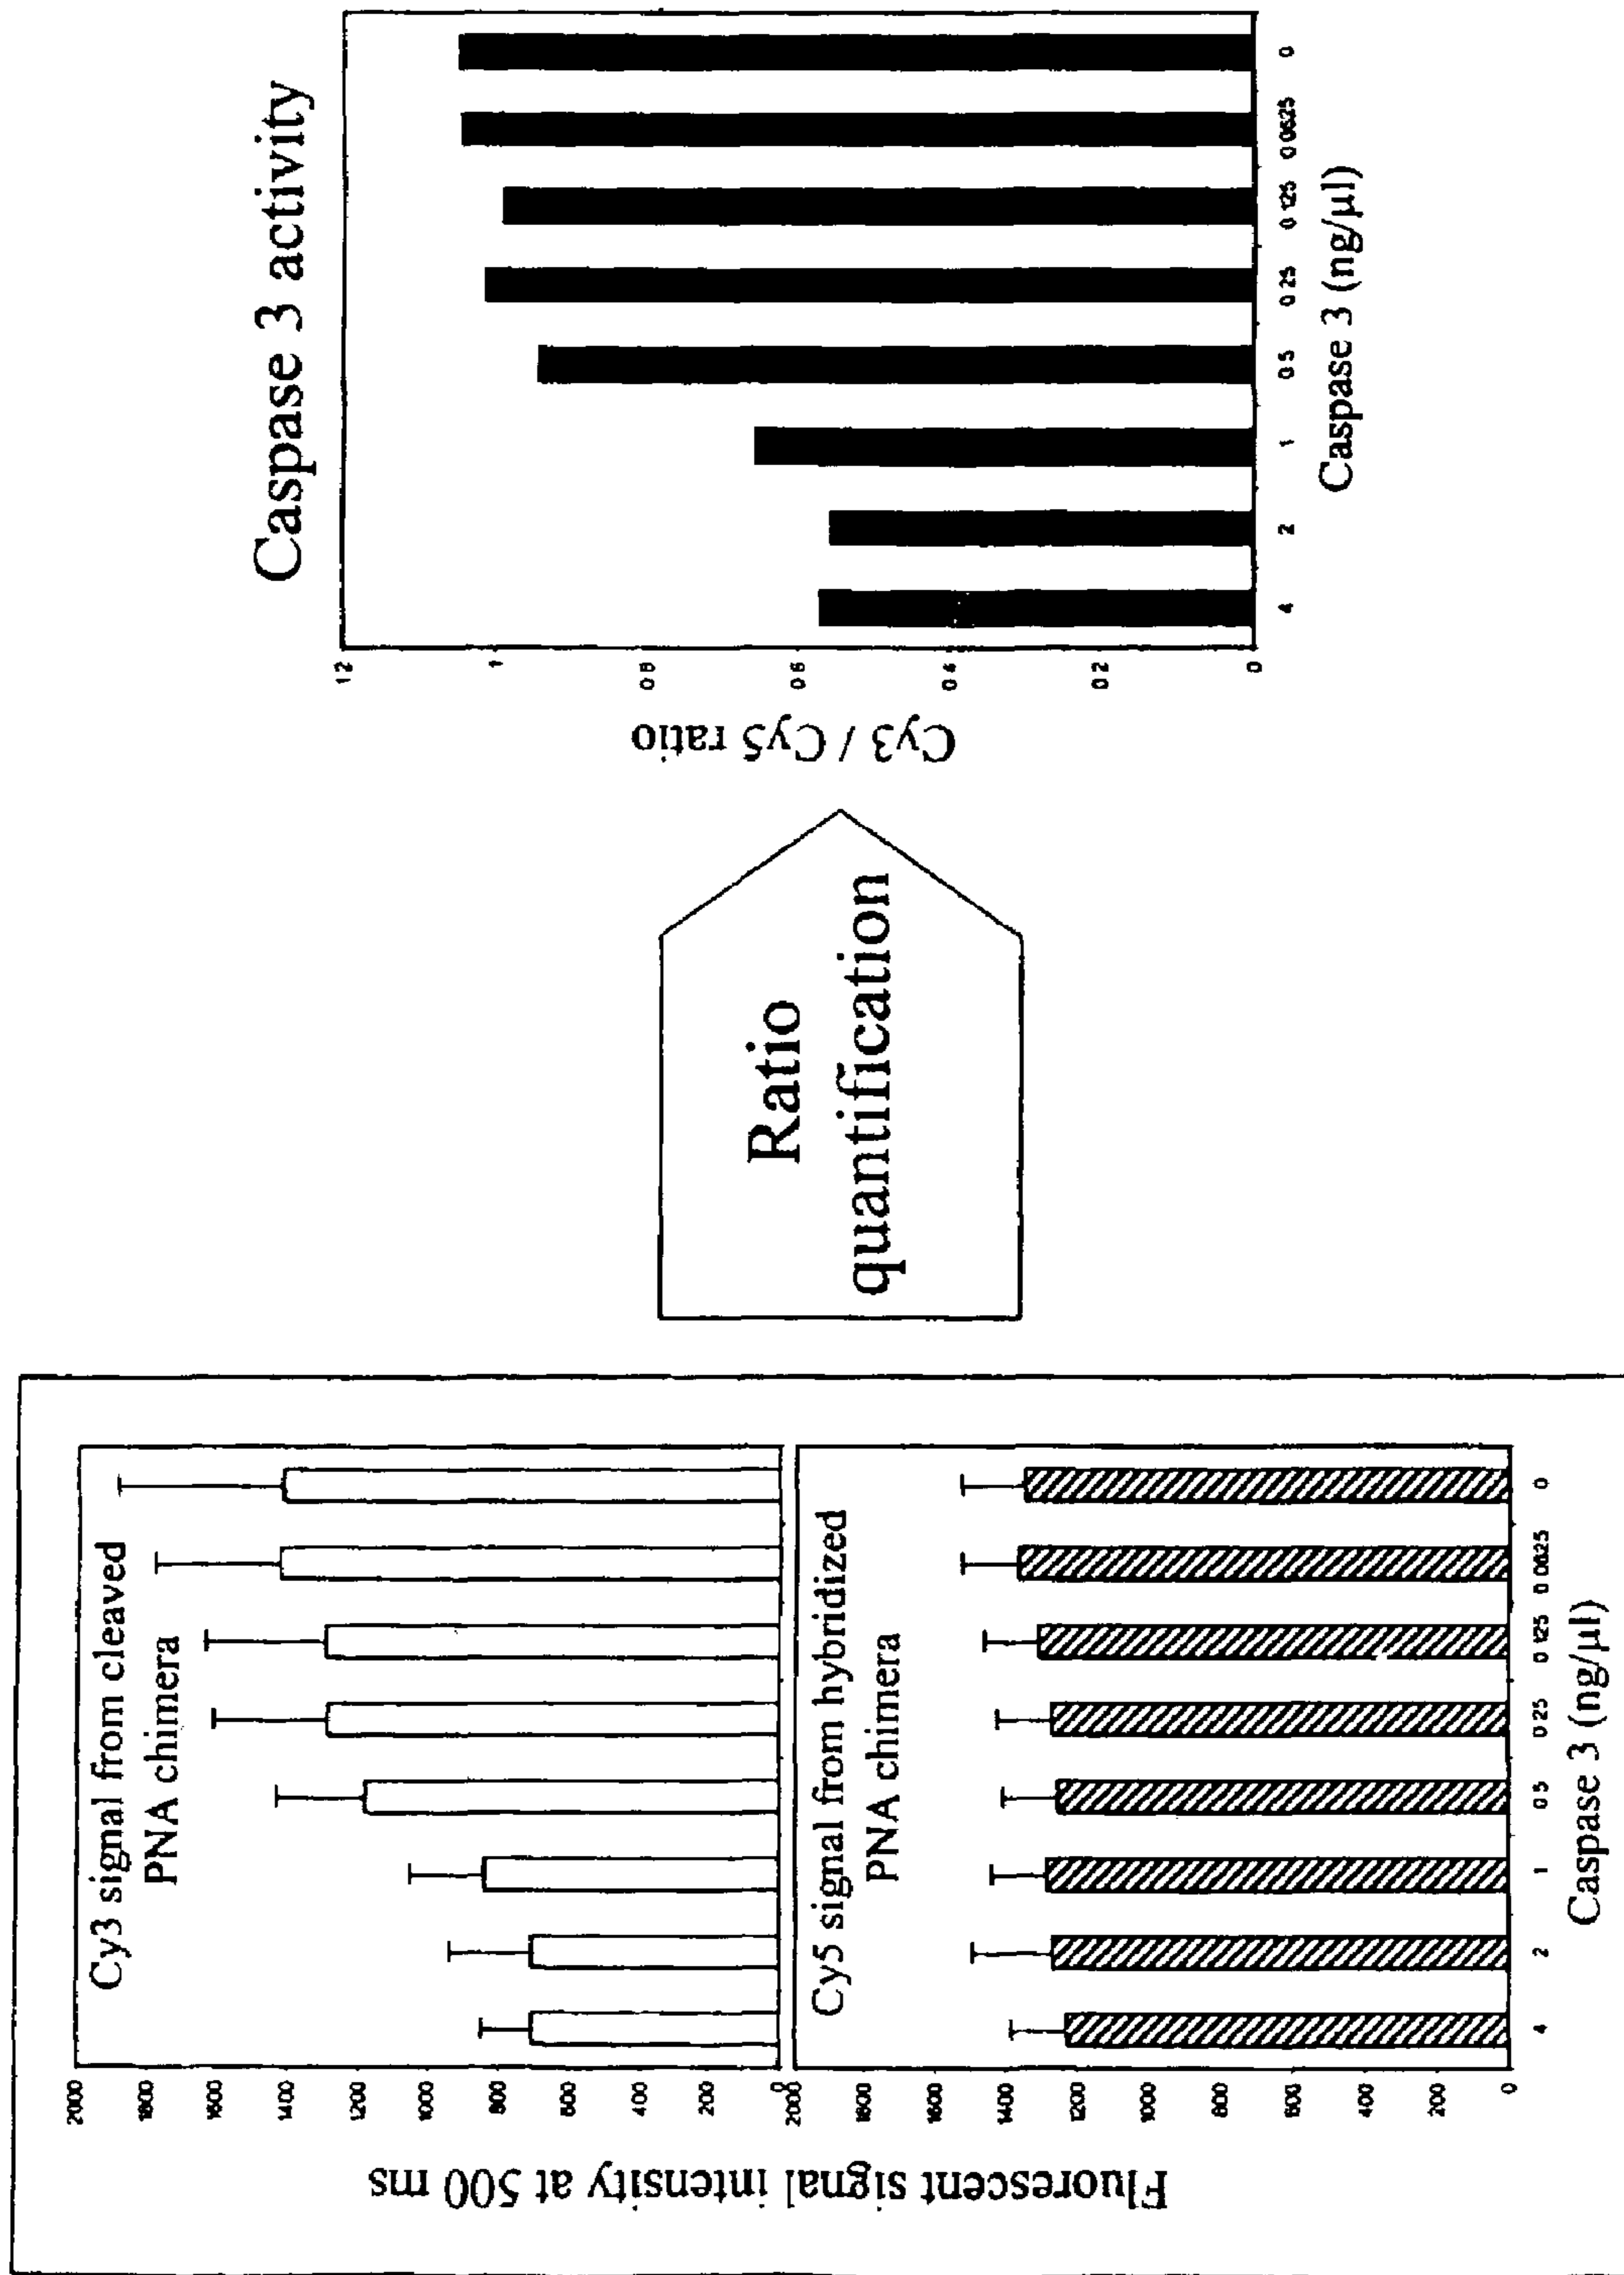 Fluorescent signal intensity at 500 ms
Cy3 signal from cleaved
PNA chimera
2000
1800
1600
1400
1200
1000
800
600
400
200
0
Cy5 signal from hybridized
PNA chimera
2000
1600
1400
1200
1000
800
600
400
200
0
4 2 1 0 5 0 25 0 125 0 0625 0
Caspase 3 (ng/µl)
Ratio
quantification
Caspase 3 activity
Cy3 / Cy5 ratio
1 2
1
0 8
0 6
0 4
0 2
0
4 2 1 0 5 0 25 0 125 0 0625 0
Caspase 3 (ng/µl)